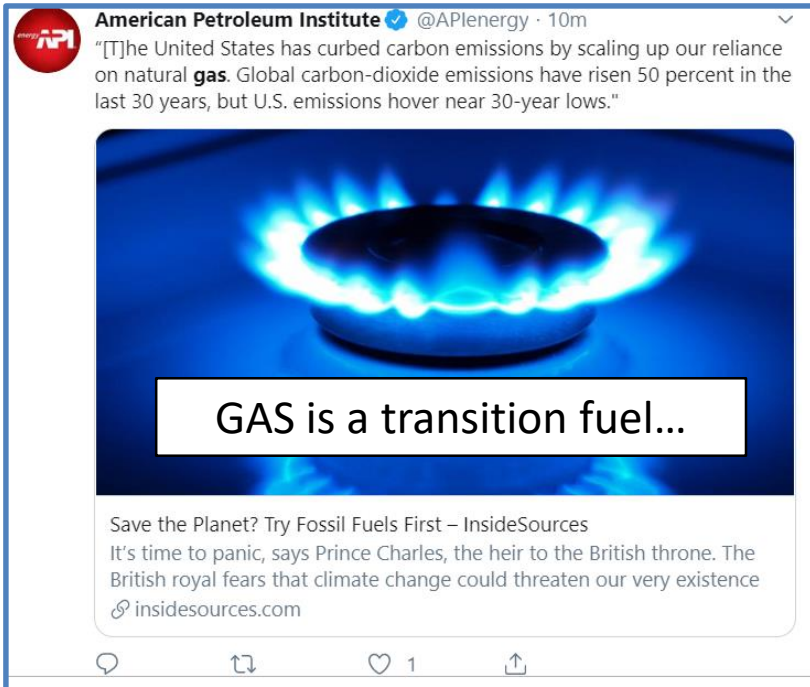 energy API
American Petroleum Institute @APIenergy · 10m
“[T]he United States has curbed carbon emissions by scaling up our reliance
on natural gas. Global carbon-dioxide emissions have risen 50 percent in the
last 30 years, but U.S. emissions hover near 30-year lows."
GAS is a transition fuel...
Save the Planet? Try Fossil Fuels First – InsideSources
It’s time to panic, says Prince Charles, the heir to the British throne. The
British royal fears that climate change could threaten our very existence
insidesources.com
1